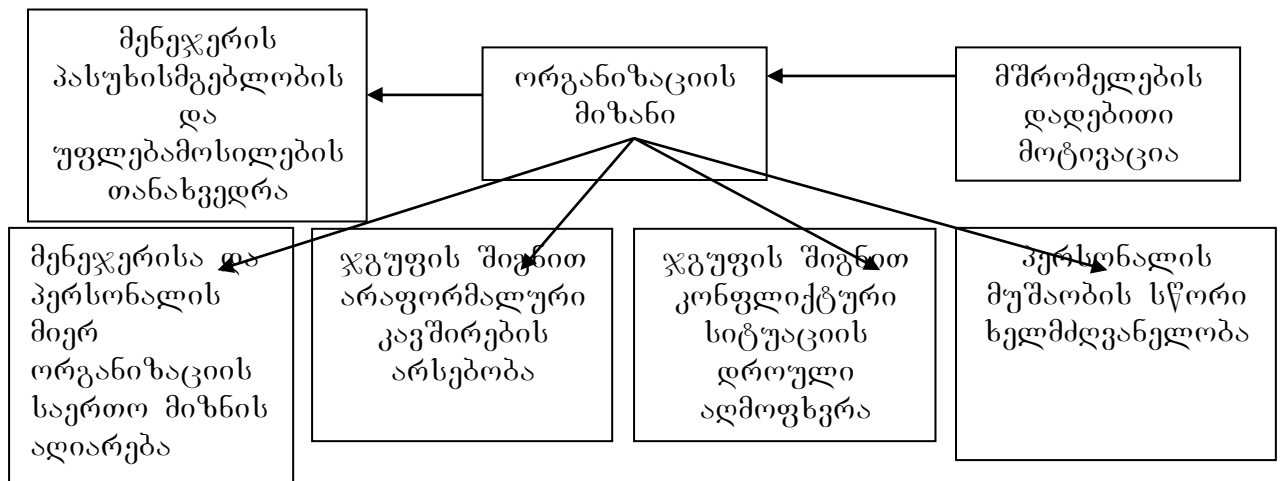 მენეჯერის
პასუხისმგებლობის
და
უფლებამოსილების
თანახვედრა
ორგანიზაციის
მიზანი
მშრომელების
დადებითი
მოტივაცია
მენეჯერისა და
პერსონალის
მიერ
ორგანიზაციის
საერთო მიზნის
აღიარება
ჯგუფის შიგნით
არაფორმალური
კავშირების
არსებობა
ჯგუფის შიგნით
კონფლიქტური
სიტუაციის
დროული
აღმოფხვრა
პერსონალის
მუშაობის სწორი
ხელმძღვანელობა